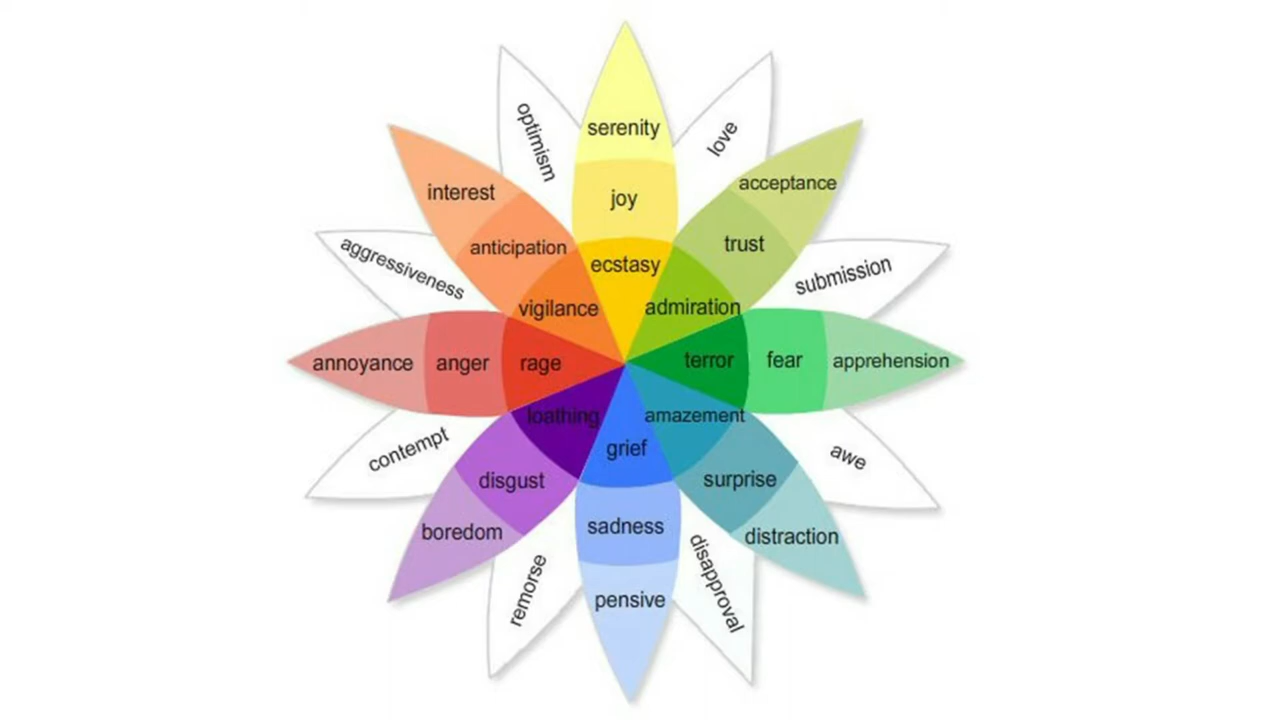 serenity
optimism
love
joy
interest
acceptance
anticipation
trust
ecstasy
aggressiveness
submission
vigilance
admiration
annoyance
anger
rage
terror
fear
apprehension
loathing
amazement
contempt
grief
awe
disgust
surprise
boredom
sadness
distraction
remorse
disapproval
pensive